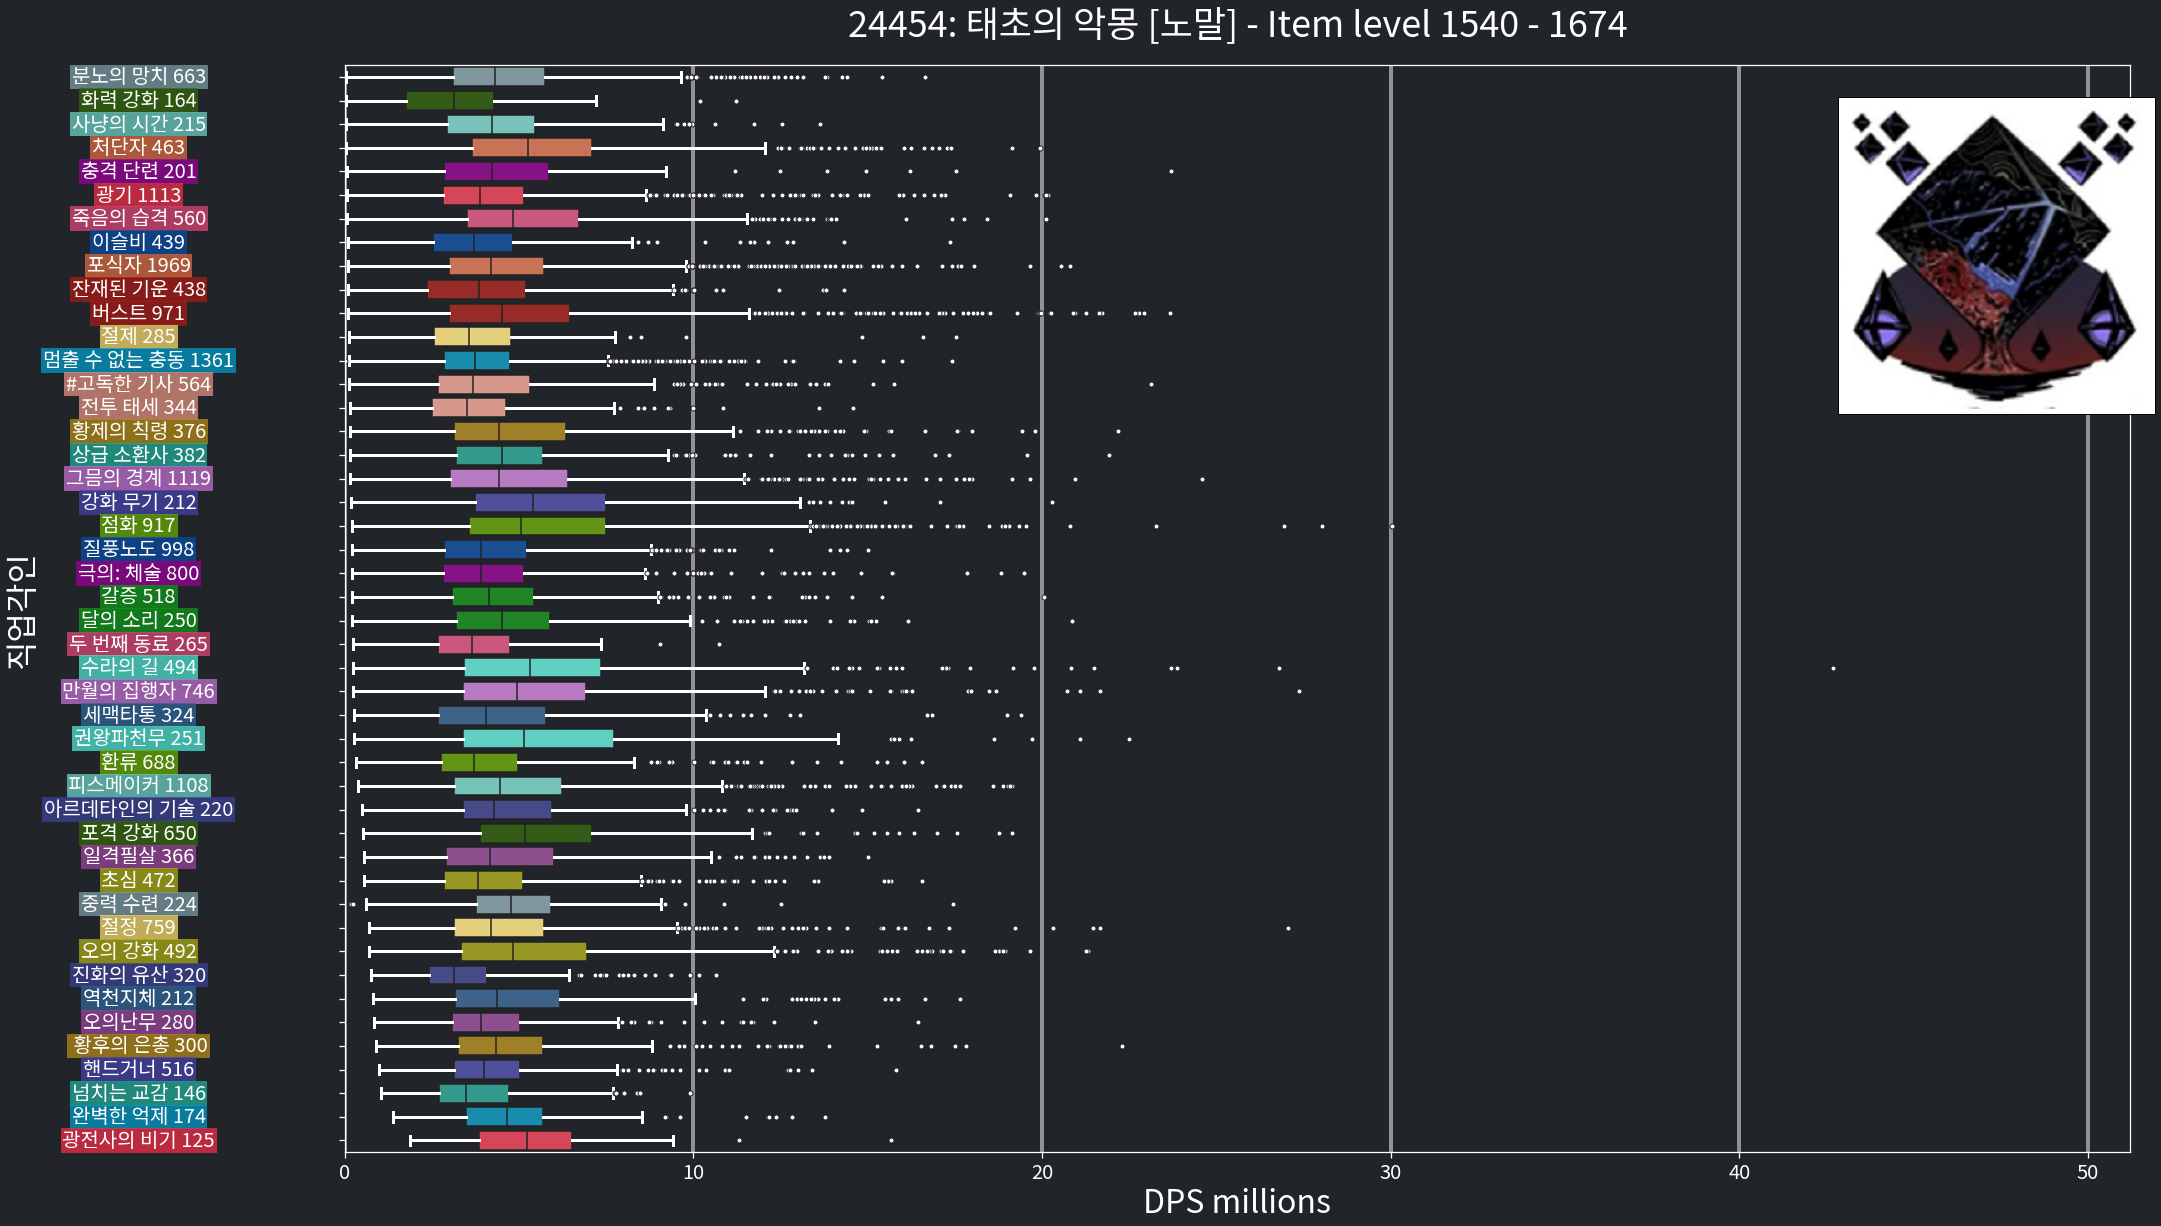 24454: 태초의 악몽 [노말] - Item level 1540 - 1674
직업각인
분노의 망치 663
화력 강화 164
사냥의 시간 215
처단자 463
충격 단련 201
광기 1113
죽음의 습격 560
이슬비 439
포식자 1969
잔재된 기운 438
버스트 971
절제 285
멈출 수 없는 충동 1361
#고독한 기사 564
전투 태세 344
황제의 칙령 376
상급 소환사 382
그믐의 경계 1119
강화 무기 212
점화 917
질풍노도 998
극의: 체술 800
갈증 518
달의 소리 250
두 번째 동료 265
수라의 길 494
만월의 집행자 746
세맥타통 324
권왕파천무 251
환류 688
피스메이커 1108
아르데타인의 기술 220
포격 강화 650
일격필살 366
초심 472
중력 수련 224
절정 759
오의 강화 492
진화의 유산 320
역천지체 212
오의난무 280
황후의 은총 300
핸드거너 516
넘치는 교감 146
완벽한 억제 174
광전사의 비기 125
0 10 20 30 40 50
DPS millions